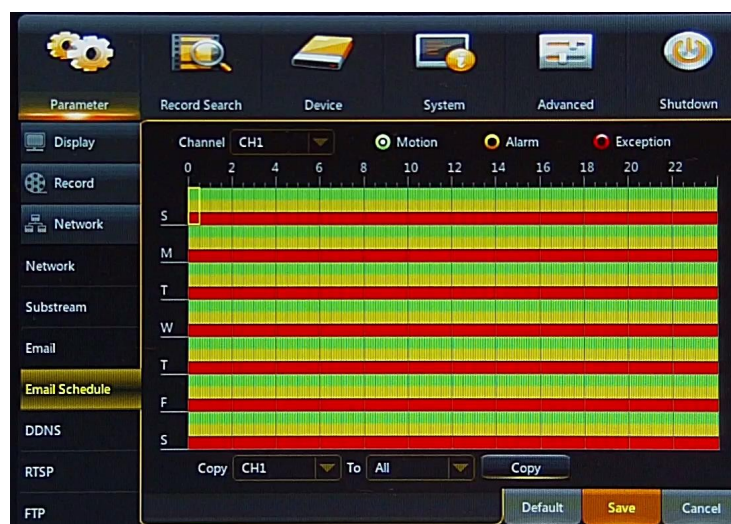 Parameter Record Search Device System Advanced Shutdown
Display
Record
Network
Network
Substream
Email
Email Schedule
DDNS
RTSP
FTP
Channel CH1 Motion Alarm Exception
0 2 4 6 8 10 12 14 16 18 20 22
S
M
T
W
T
F
S
Copy CH1 To All Copy
Default Save Cancel